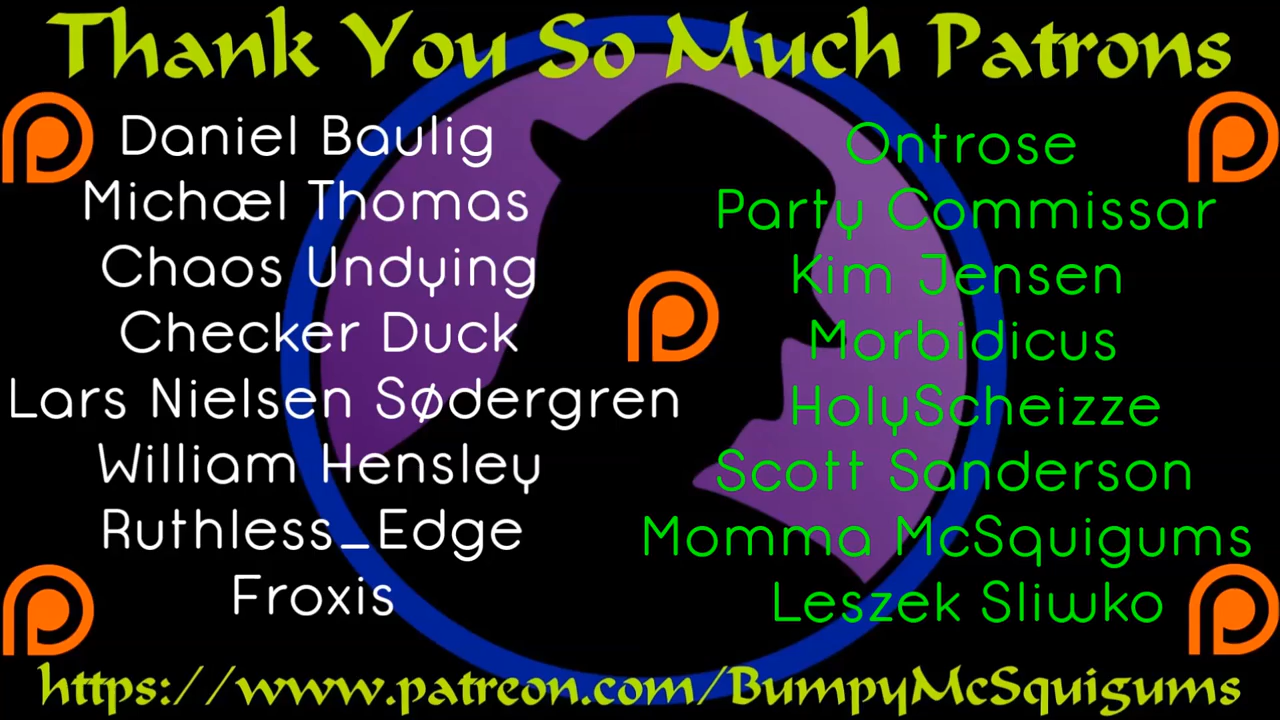 Thank You So Much Patrons
Daniel Baulig
Michæl Thomas
Chaos Undying
Checker Duck
Lars Nielsen Sødergren
William Hensley
Ruthless_Edge
Froxis
Ontrose
Party Commissar
Kim Jensen
Morbidicus
HolyScheizze
Scott Sanderson
Momma McSquigums
Leszek Sliwko
https://www.patreon.com/BumpyMcSquigums